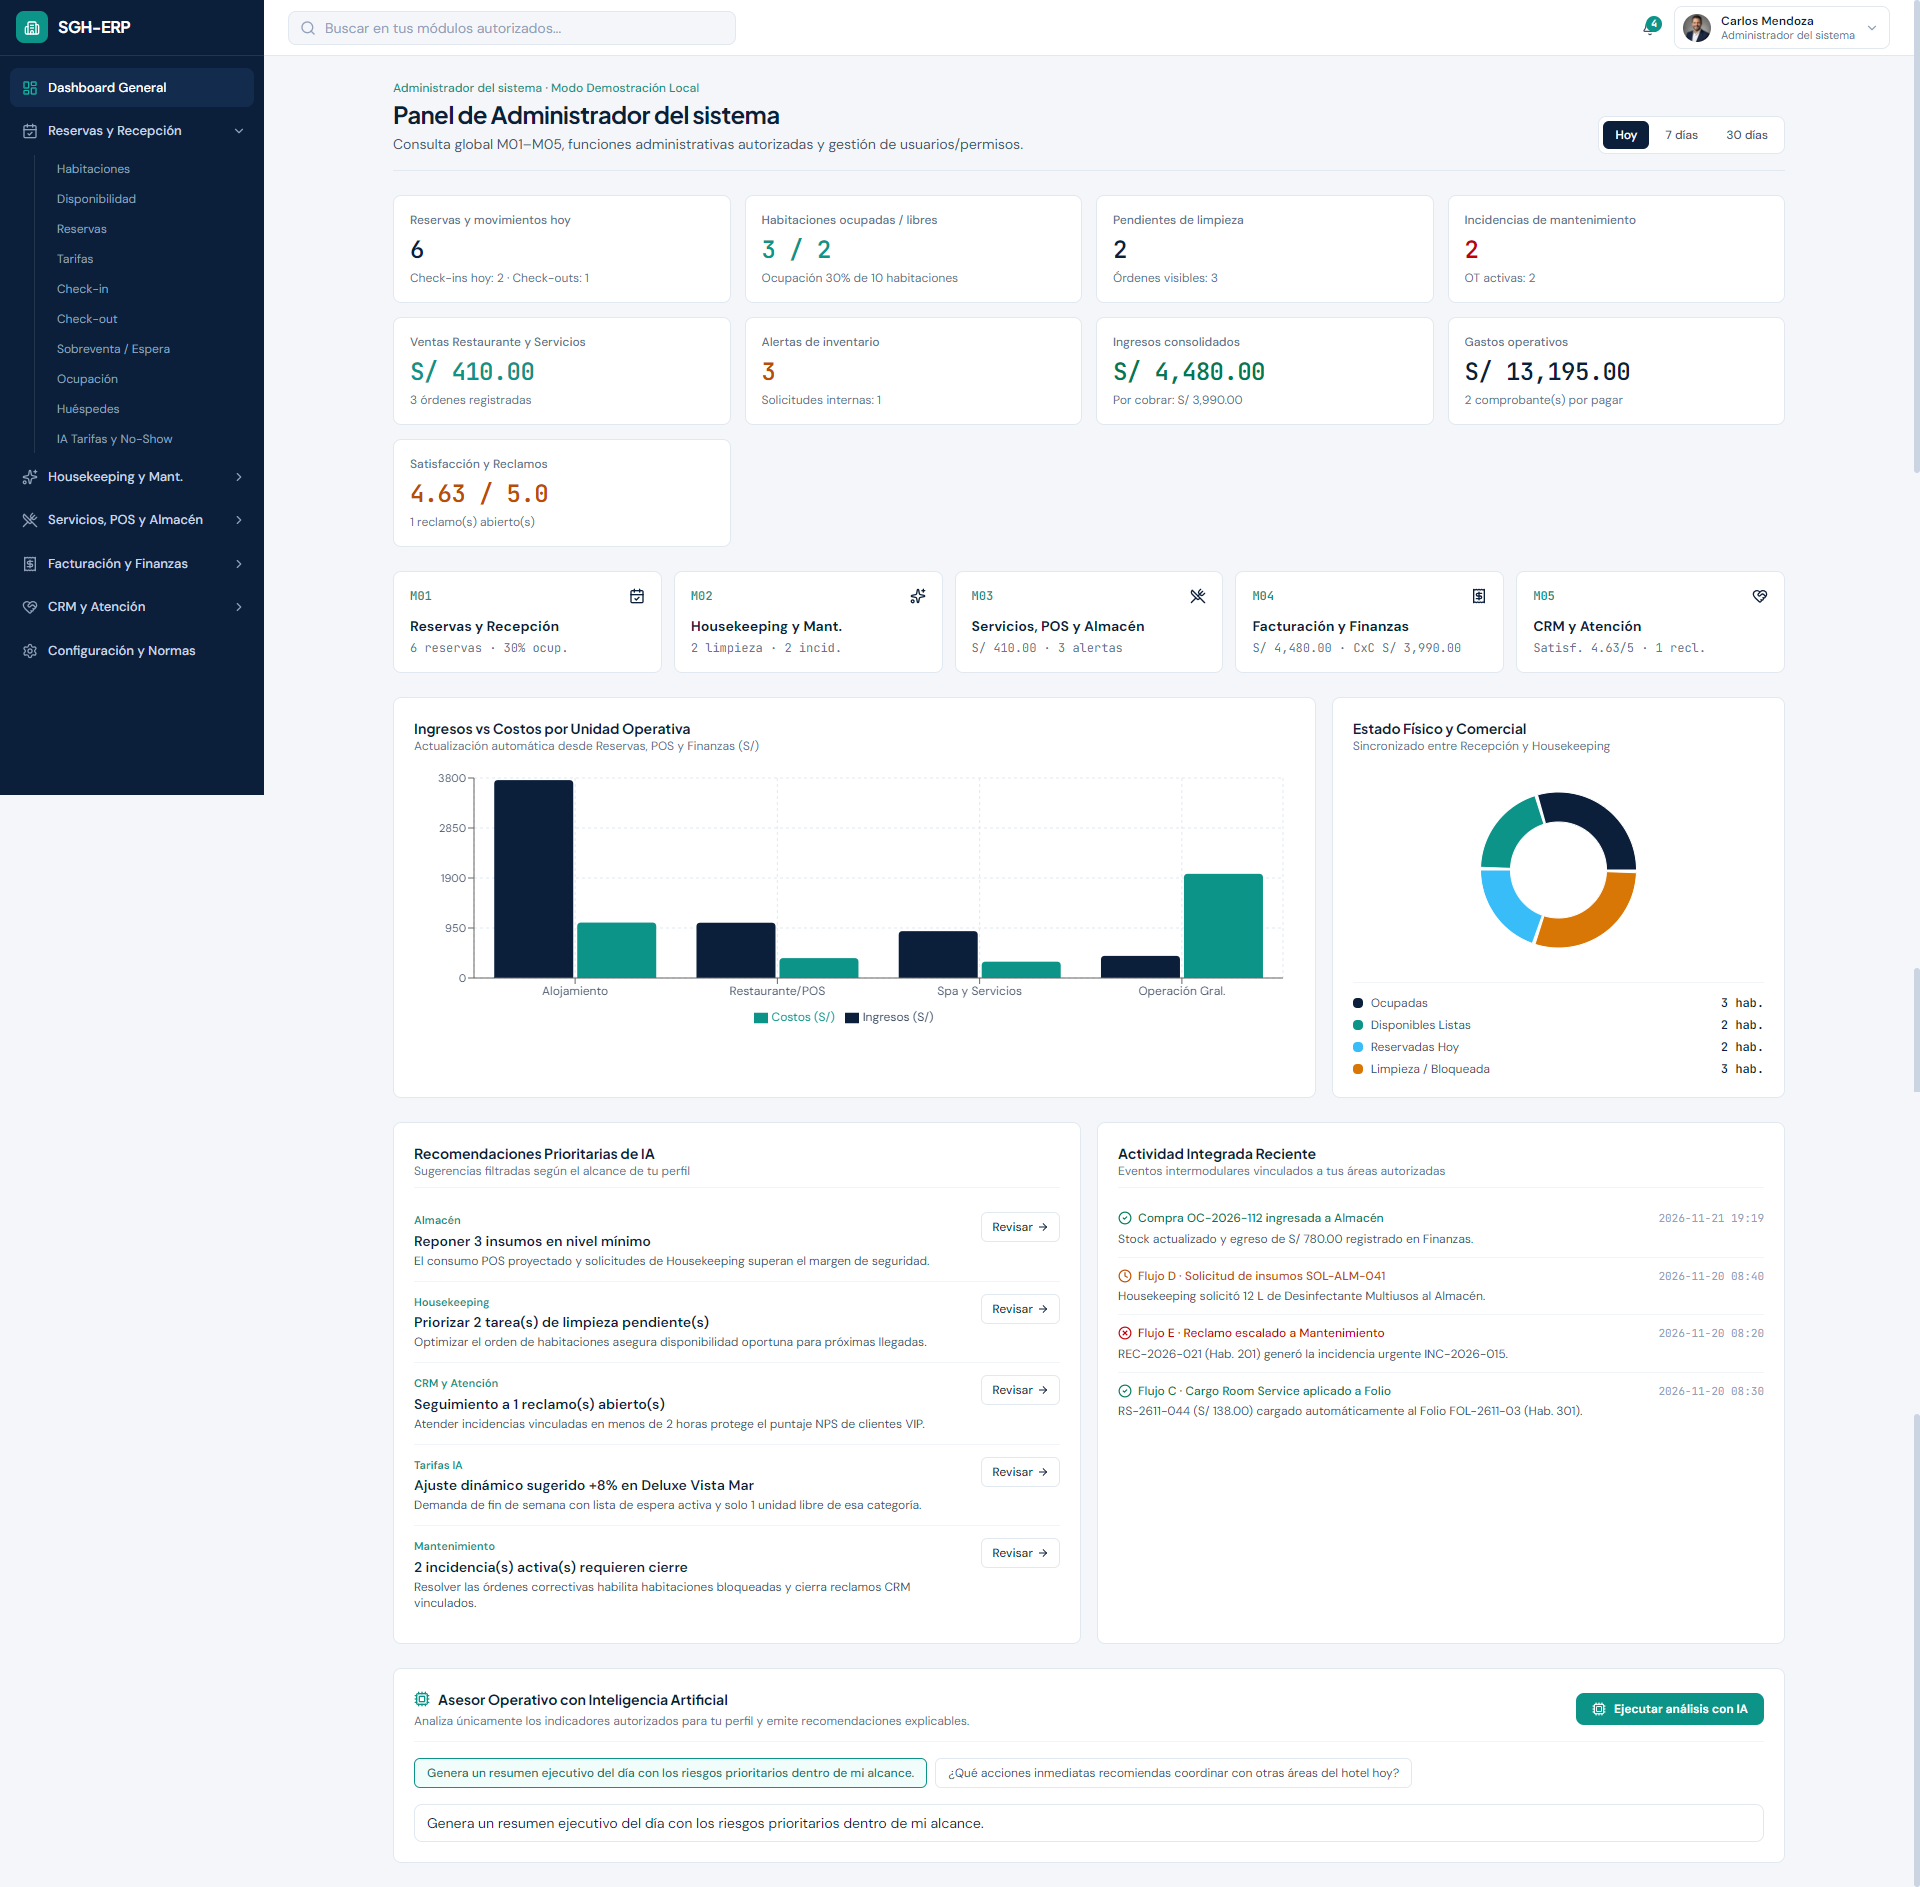 SGH-ERP
Buscar en tus módulos autorizados...
4
Carlos Mendoza
Administrador del sistema
Dashboard General
Reservas y Recepción
Habitaciones
Disponibilidad
Reservas
Tarifas
Check-in
Check-out
Sobreventa / Espera
Ocupación
Huéspedes
IA Tarifas y No-Show
Housekeeping y Mant.
Servicios, POS y Almacén
Facturación y Finanzas
CRM y Atención
Configuración y Normas
Administrador del sistema · Modo Demostración Local
Panel de Administrador del sistema
Consulta global M01–M05, funciones administrativas autorizadas y gestión de usuarios/permisos.
Hoy
7 días
30 días
Reservas y movimientos hoy
6
Check-ins hoy: 2 · Check-outs: 1
Habitaciones ocupadas / libres
3 / 2
Ocupación 30% de 10 habitaciones
Pendientes de limpieza
2
Órdenes visibles: 3
Incidencias de mantenimiento
2
OT activas: 2
Ventas Restaurante y Servicios
S/ 410.00
3 órdenes registradas
Alertas de inventario
3
Solicitudes internas: 1
Ingresos consolidados
S/ 4,480.00
Por cobrar: S/ 3,990.00
Gastos operativos
S/ 13,195.00
2 comprobante(s) por pagar
Satisfacción y Reclamos
4.63 / 5.0
1 reclamo(s) abierto(s)
M01
Reservas y Recepción
6 reservas · 30% ocup.
M02
Housekeeping y Mant.
2 limpieza · 2 incid.
M03
Servicios, POS y Almacén
S/ 410.00 · 3 alertas
M04
Facturación y Finanzas
S/ 4,480.00 · CxC S/ 3,990.00
M05
CRM y Atención
Satisf. 4.63/5 · 1 recl.
Ingresos vs Costos por Unidad Operativa
Actualización automática desde Reservas, POS y Finanzas (S/)
3800
2850
1900
950
0
Alojamiento
Restaurante/POS
Spa y Servicios
Operación Gral.
Costos (S/)
Ingresos (S/)
Estado Físico y Comercial
Sincronizado entre Recepción y Housekeeping
Ocupadas 3 hab.
Disponibles Listas 2 hab.
Reservadas Hoy 2 hab.
Limpieza / Bloqueada 3 hab.
Recomendaciones Prioritarias de IA
Sugerencias filtradas según el alcance de tu perfil
Almacén
Reponer 3 insumos en nivel mínimo
El consumo POS proyectado y solicitudes de Housekeeping superan el margen de seguridad.
Revisar →
Housekeeping
Priorizar 2 tarea(s) de limpieza pendiente(s)
Optimizar el orden de habitaciones asegura disponibilidad oportuna para próximas llegadas.
Revisar →
CRM y Atención
Seguimiento a 1 reclamo(s) abierto(s)
Atender incidencias vinculadas en menos de 2 horas protege el puntaje NPS de clientes VIP.
Revisar →
Tarifas IA
Ajuste dinámico sugerido +8% en Deluxe Vista Mar
Demanda de fin de semana con lista de espera activa y solo 1 unidad libre de esa categoría.
Revisar →
Mantenimiento
2 incidencia(s) activa(s) requieren cierre
Resolver las órdenes correctivas habilita habitaciones bloqueadas y cierra reclamos CRM
vinculados.
Revisar →
Actividad Integrada Reciente
Eventos intermodulares vinculados a tus áreas autorizadas
Compra OC-2026-112 ingresada a Almacén 2026-11-21 19:19
Stock actualizado y egreso de S/ 780.00 registrado en Finanzas.
Flujo D · Solicitud de insumos SOL-ALM-041 2026-11-20 08:40
Housekeeping solicitó 12 L de Desinfectante Multiusos al Almacén.
Flujo E · Reclamo escalado a Mantenimiento 2026-11-20 08:20
REC-2026-021 (Hab. 201) generó la incidencia urgente INC-2026-015.
Flujo C · Cargo Room Service aplicado a Folio 2026-11-20 08:30
RS-2611-044 (S/ 138.00) cargado automáticamente al Folio FOL-2611-03 (Hab. 301).
Asesor Operativo con Inteligencia Artificial
Analiza únicamente los indicadores autorizados para tu perfil y emite recomendaciones explicables.
Ejecutar análisis con IA
Genera un resumen ejecutivo del día con los riesgos prioritarios dentro de mi alcance.
¿Qué acciones inmediatas recomiendas coordinar con otras áreas del hotel hoy?
Genera un resumen ejecutivo del día con los riesgos prioritarios dentro de mi alcance.